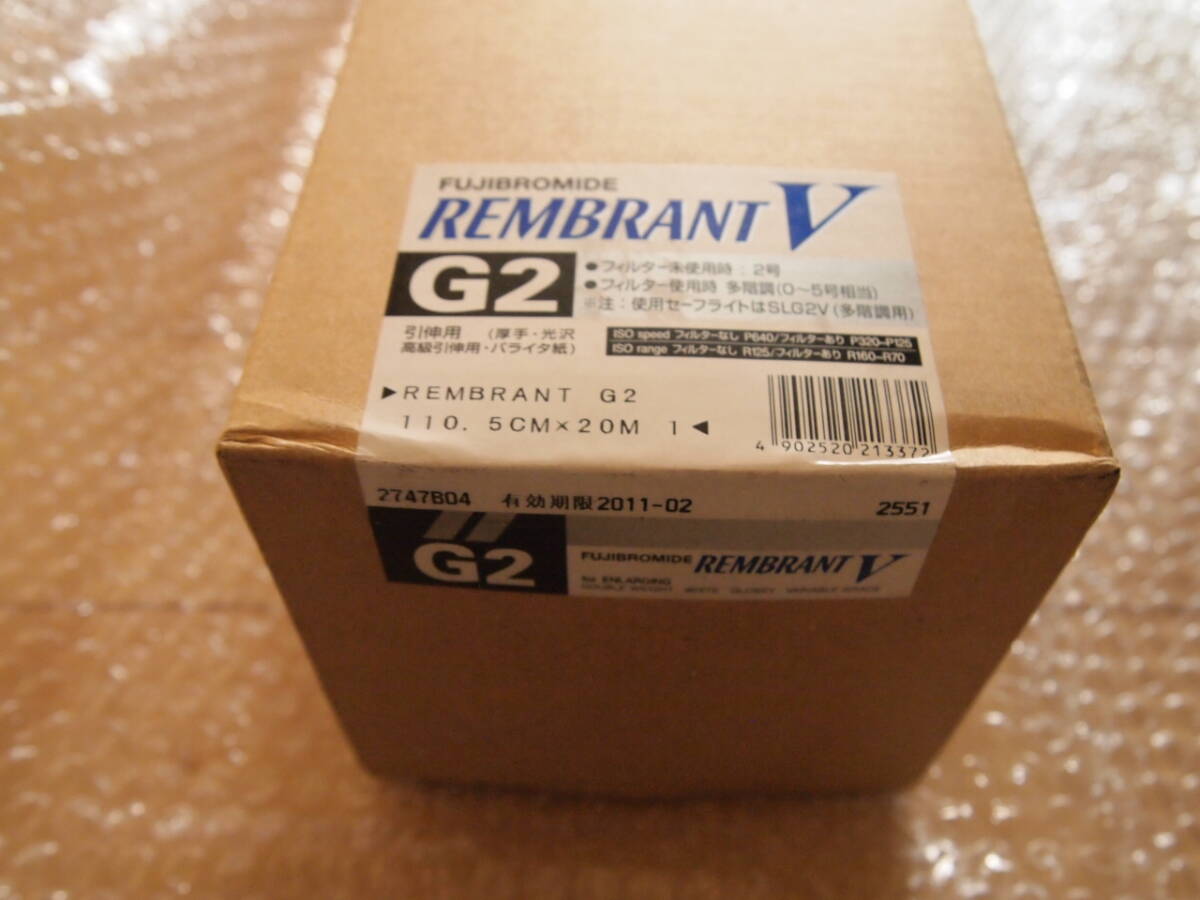 FUJIBROMIDE
REMBRANT V
G2
●フィルター未使用時:2号
●フィルター使用時 多階調(0〜5号相当)
※注:使用セーフライトはSLG2V(多階調用)
引伸用 (厚手・光沢
高級引伸用・バライタ紙)
ISO speed フィルターなし P640/フィルターあり P320-P125
ISO range フィルターなし R125/フィルターあり R160-R70
▶REMBRANT G2
110.5CM×20M 1◀
4 902520 213372
2747B04 有効期限2011-02 2551
G2
FUJIBROMIDE REMBRANT V
for ENLARGING
DOUBLE WEIGHT WHITE GLOSSY VARIABLE GRADE